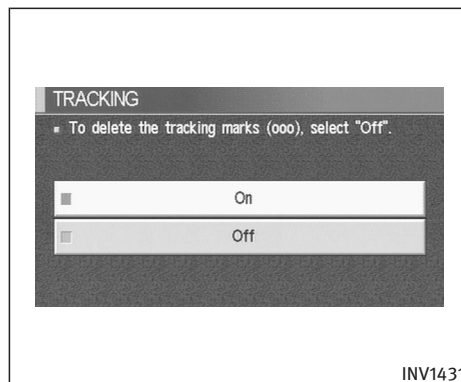 TRACKING
▪ To delete the tracking marks (ooo), select "Off".
On
Off
INV1431